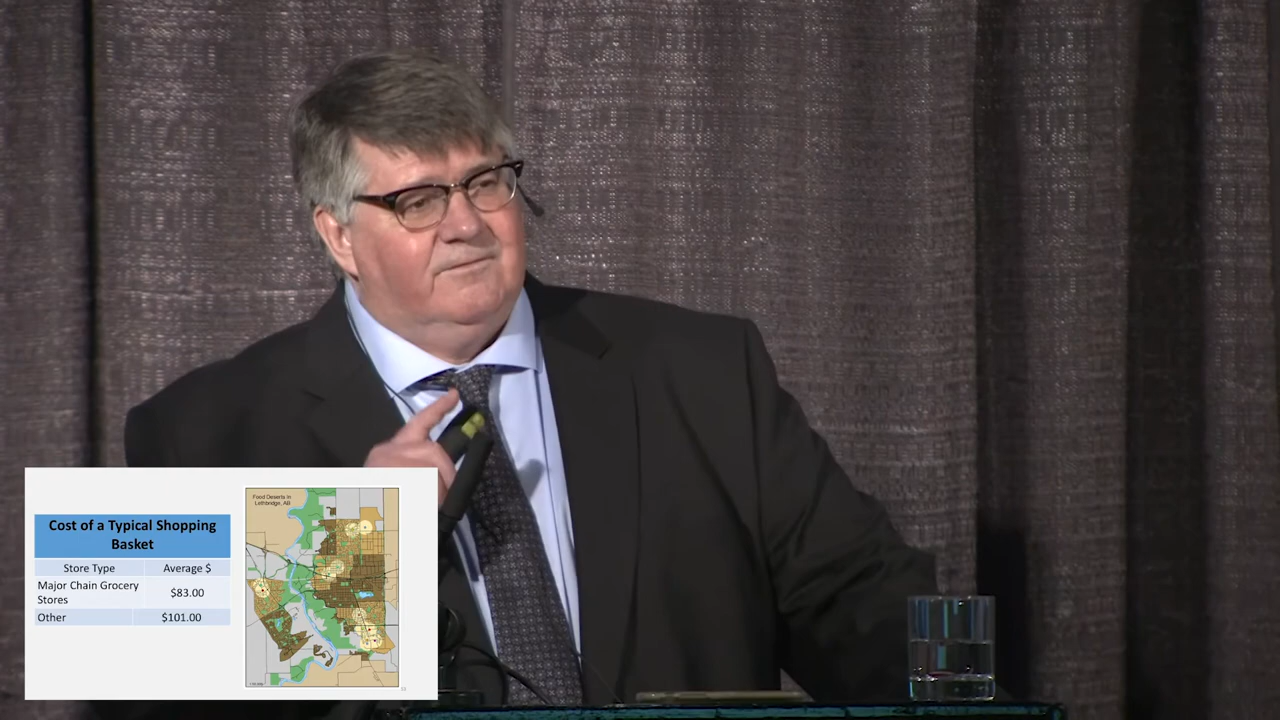 Cost of a Typical Shopping
Basket
Store Type Average $
Major Chain Grocery
Stores $83.00
Other $101.00
Food Deserts in
Lethbridge, AB